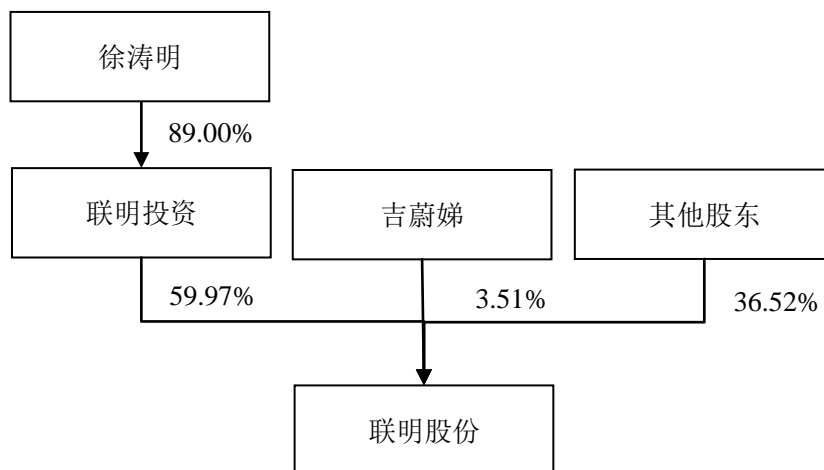 徐涛明
89.00%
联明投资
吉蔚娣
其他股东
59.97%
3.51%
36.52%
联明股份